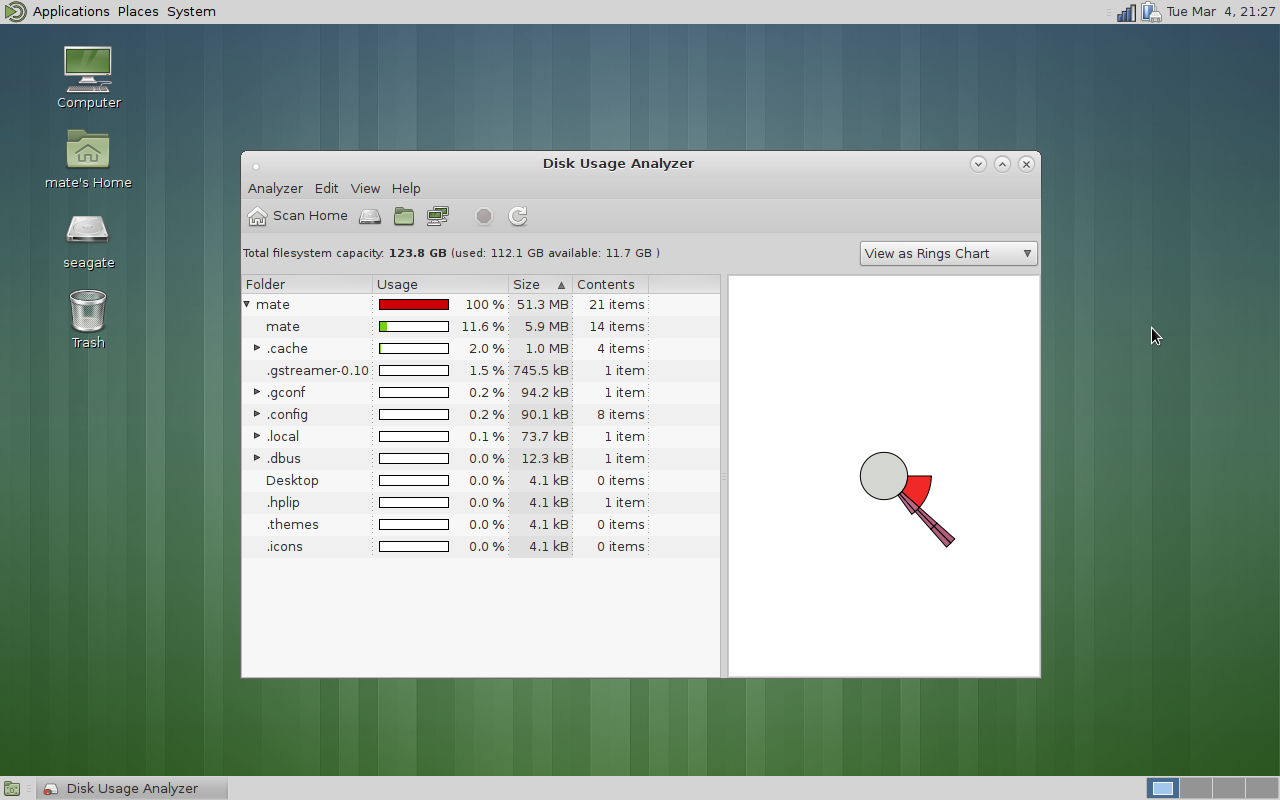 Applications Places System
Tue Mar 4, 21:27
Computer
mate's Home
seagate
Trash
Disk Usage Analyzer
Analyzer Edit View Help
Scan Home
Total filesystem capacity: 123.8 GB (used: 112.1 GB available: 11.7 GB )
View as Rings Chart
Folder Usage Size Contents
mate 100 % 51.3 MB 21 items
mate 11.6 % 5.9 MB 14 items
.cache 2.0 % 1.0 MB 4 items
.gstreamer-0.10 1.5 % 745.5 kB 1 item
.gconf 0.2 % 94.2 kB 1 item
.config 0.2 % 90.1 kB 8 items
.local 0.1 % 73.7 kB 1 item
.dbus 0.0 % 12.3 kB 1 item
Desktop 0.0 % 4.1 kB 0 items
.hplip 0.0 % 4.1 kB 1 item
.themes 0.0 % 4.1 kB 0 items
.icons 0.0 % 4.1 kB 0 items
Disk Usage Analyzer